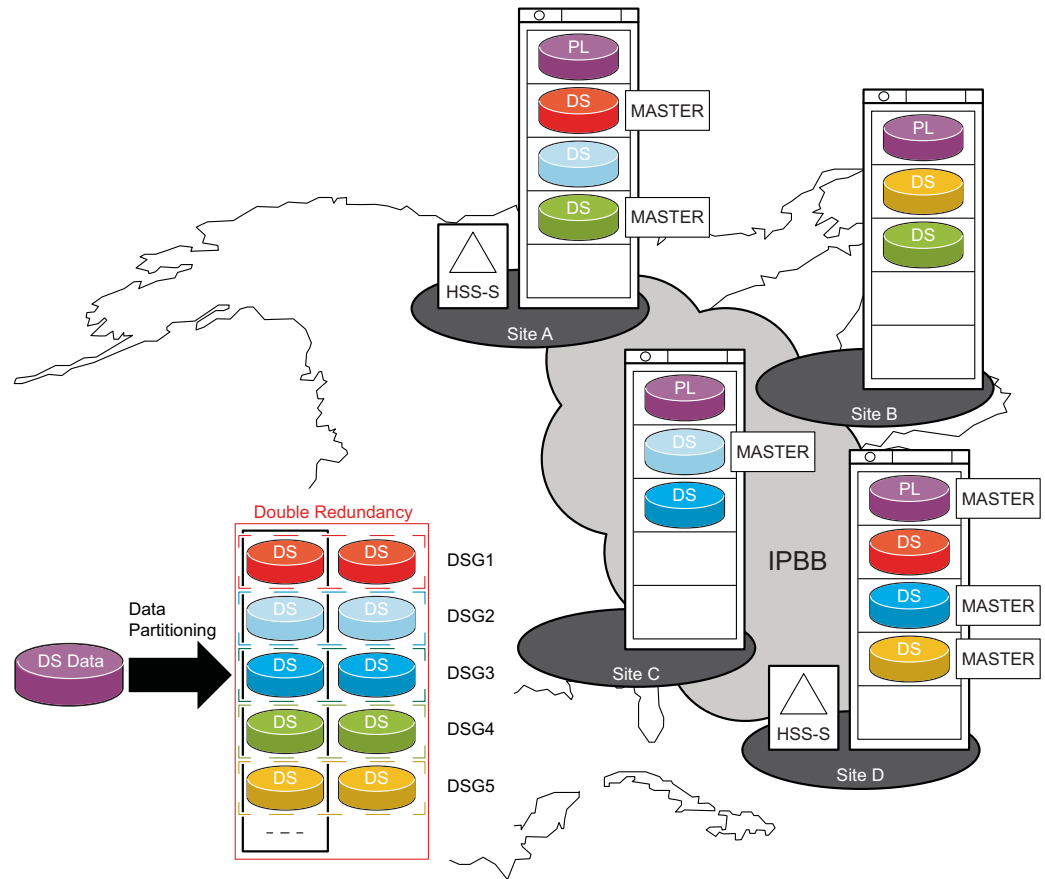 PL
DS
MASTER
DS
DS
MASTER
HSS-S
Site A
PL
DS
DS
Site B
PL
DS
MASTER
DS
Site C
IPBB
PL
MASTER
DS
DS
MASTER
DS
MASTER
HSS-S
Site D
Double Redundancy
DS DS DSG1
DS DS DSG2
DS DS DSG3
DS DS DSG4
DS DS DSG5
- - -
Data
Partitioning
DS Data